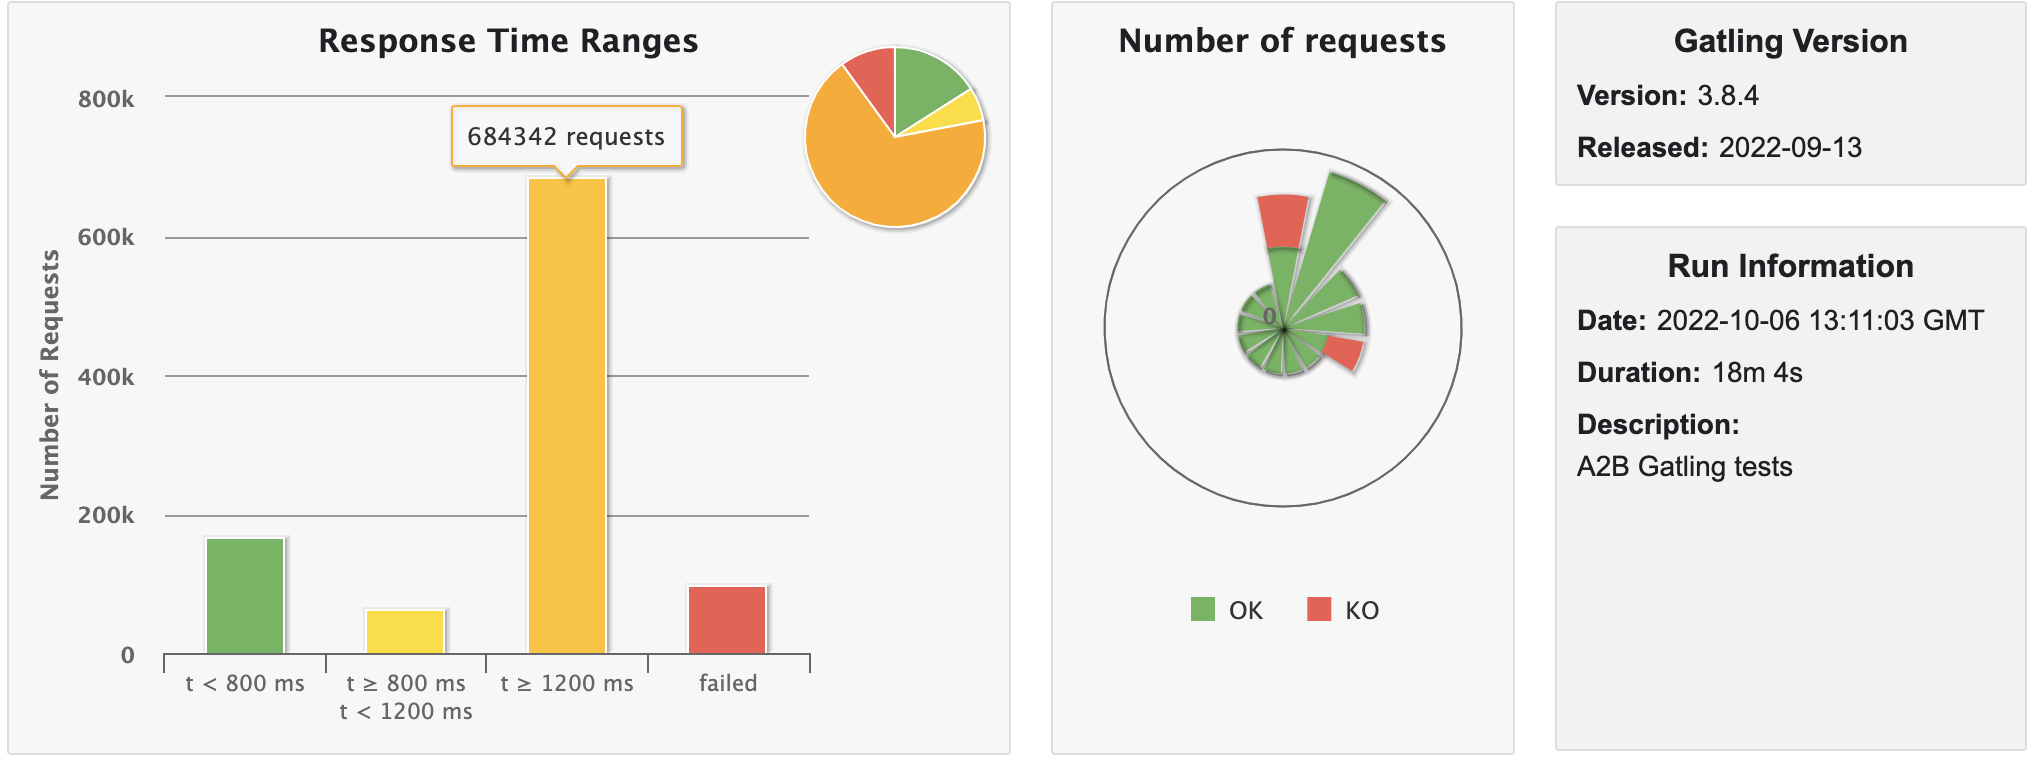 Response Time Ranges
800k
684342 requests
600k
400k
200k
0
Number of Requests
t < 800 ms
t ≥ 800 ms
t < 1200 ms
t ≥ 1200 ms
failed
Number of requests
0
OK
KO
Gatling Version
Version: 3.8.4
Released: 2022-09-13
Run Information
Date: 2022-10-06 13:11:03 GMT
Duration: 18m 4s
Description:
A2B Gatling tests